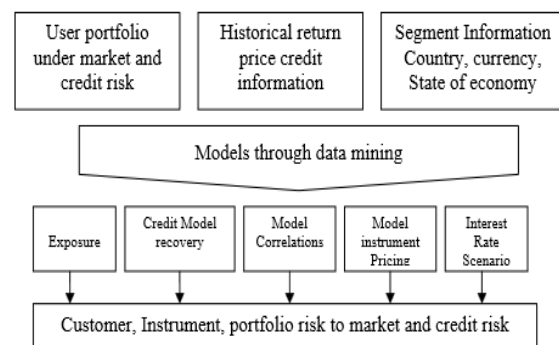 User portfolio
under market and
credit risk
Historical return
price credit
information
Segment Information
Country, currency,
State of economy
Models through data mining
Exposure
Credit Model
recovery
Model
Correlations
Model
instrument
Pricing
Interest
Rate
Scenario
Customer, Instrument, portfolio risk to market and credit risk